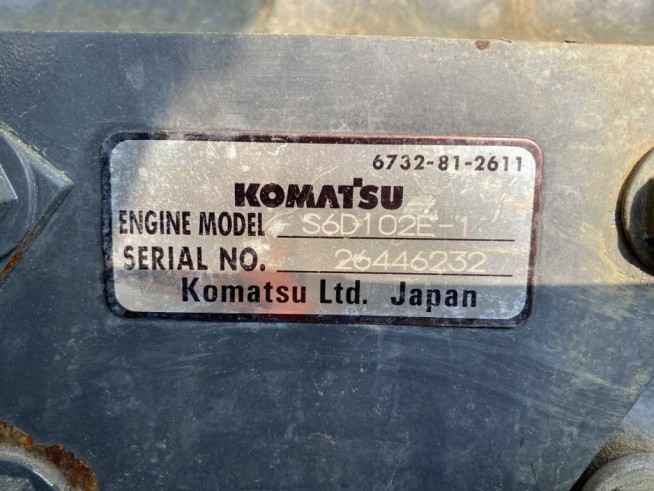 6732-81-2611
KOMATSU
ENGINE MODEL S6D102E-1
SERIAL NO. 26446232
Komatsu Ltd. Japan